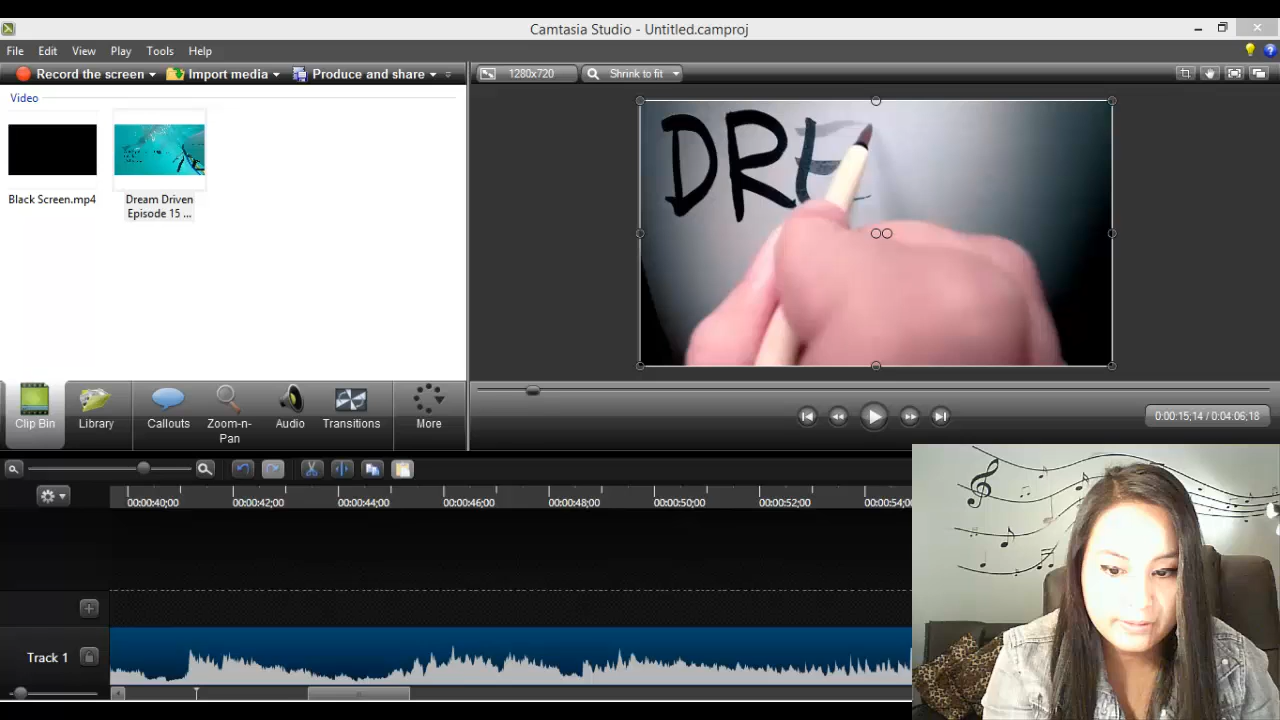 Camtasia Studio - Untitled.camproj
File Edit View Play Tools Help
Record the screen Import media Produce and share 1280x720 Shrink to fit
Video
Black Screen.mp4
Dream Driven
Episode 15 ...
DRE
Clip Bin Library Callouts Zoom-n-Pan Audio Transitions More
0:00:15;14 / 0:04:06;18
00:00:40;00 00:00:42;00 00:00:44;00 00:00:46;00 00:00:48;00 00:00:50;00 00:00:52;00 00:00:54;0
Track 1